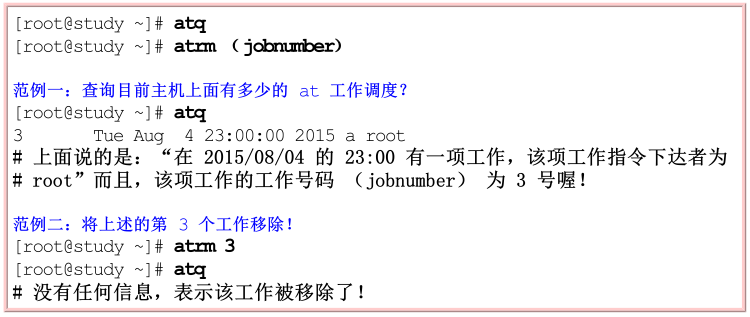 [root@study ~]# atq
[root@study ~]# atrm （jobnumber）
范例一：查询目前主机上面有多少的 at 工作调度？
[root@study ~]# atq
3       Tue Aug  4 23:00:00 2015 a root
# 上面说的是：“在 2015/08/04 的 23:00 有一项工作，该项工作指令下达者为
# root”而且，该项工作的工作号码 （jobnumber） 为 3 号喔！
范例二：将上述的第 3 个工作移除！
[root@study ~]# atrm 3
[root@study ~]# atq
# 没有任何信息，表示该工作被移除了！